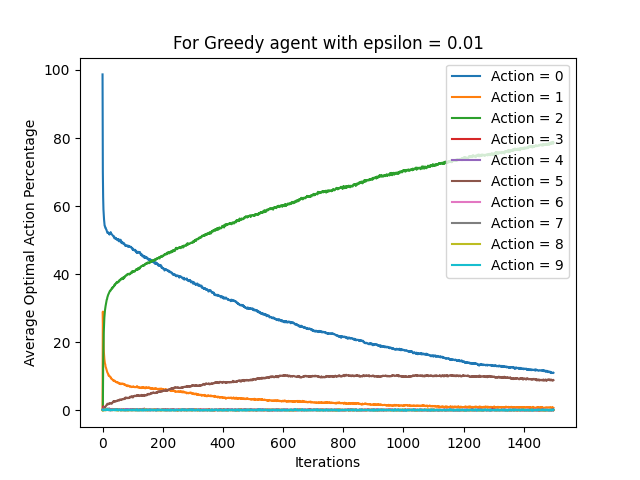 For Greedy agent with epsilon = 0.01
Average Optimal Action Percentage
100
80
60
40
20
0
Action = 0
Action = 1
Action = 2
Action = 3
Action = 4
Action = 5
Action = 6
Action = 7
Action = 8
Action = 9
0 200 400 600 800 1000 1200 1400
Iterations